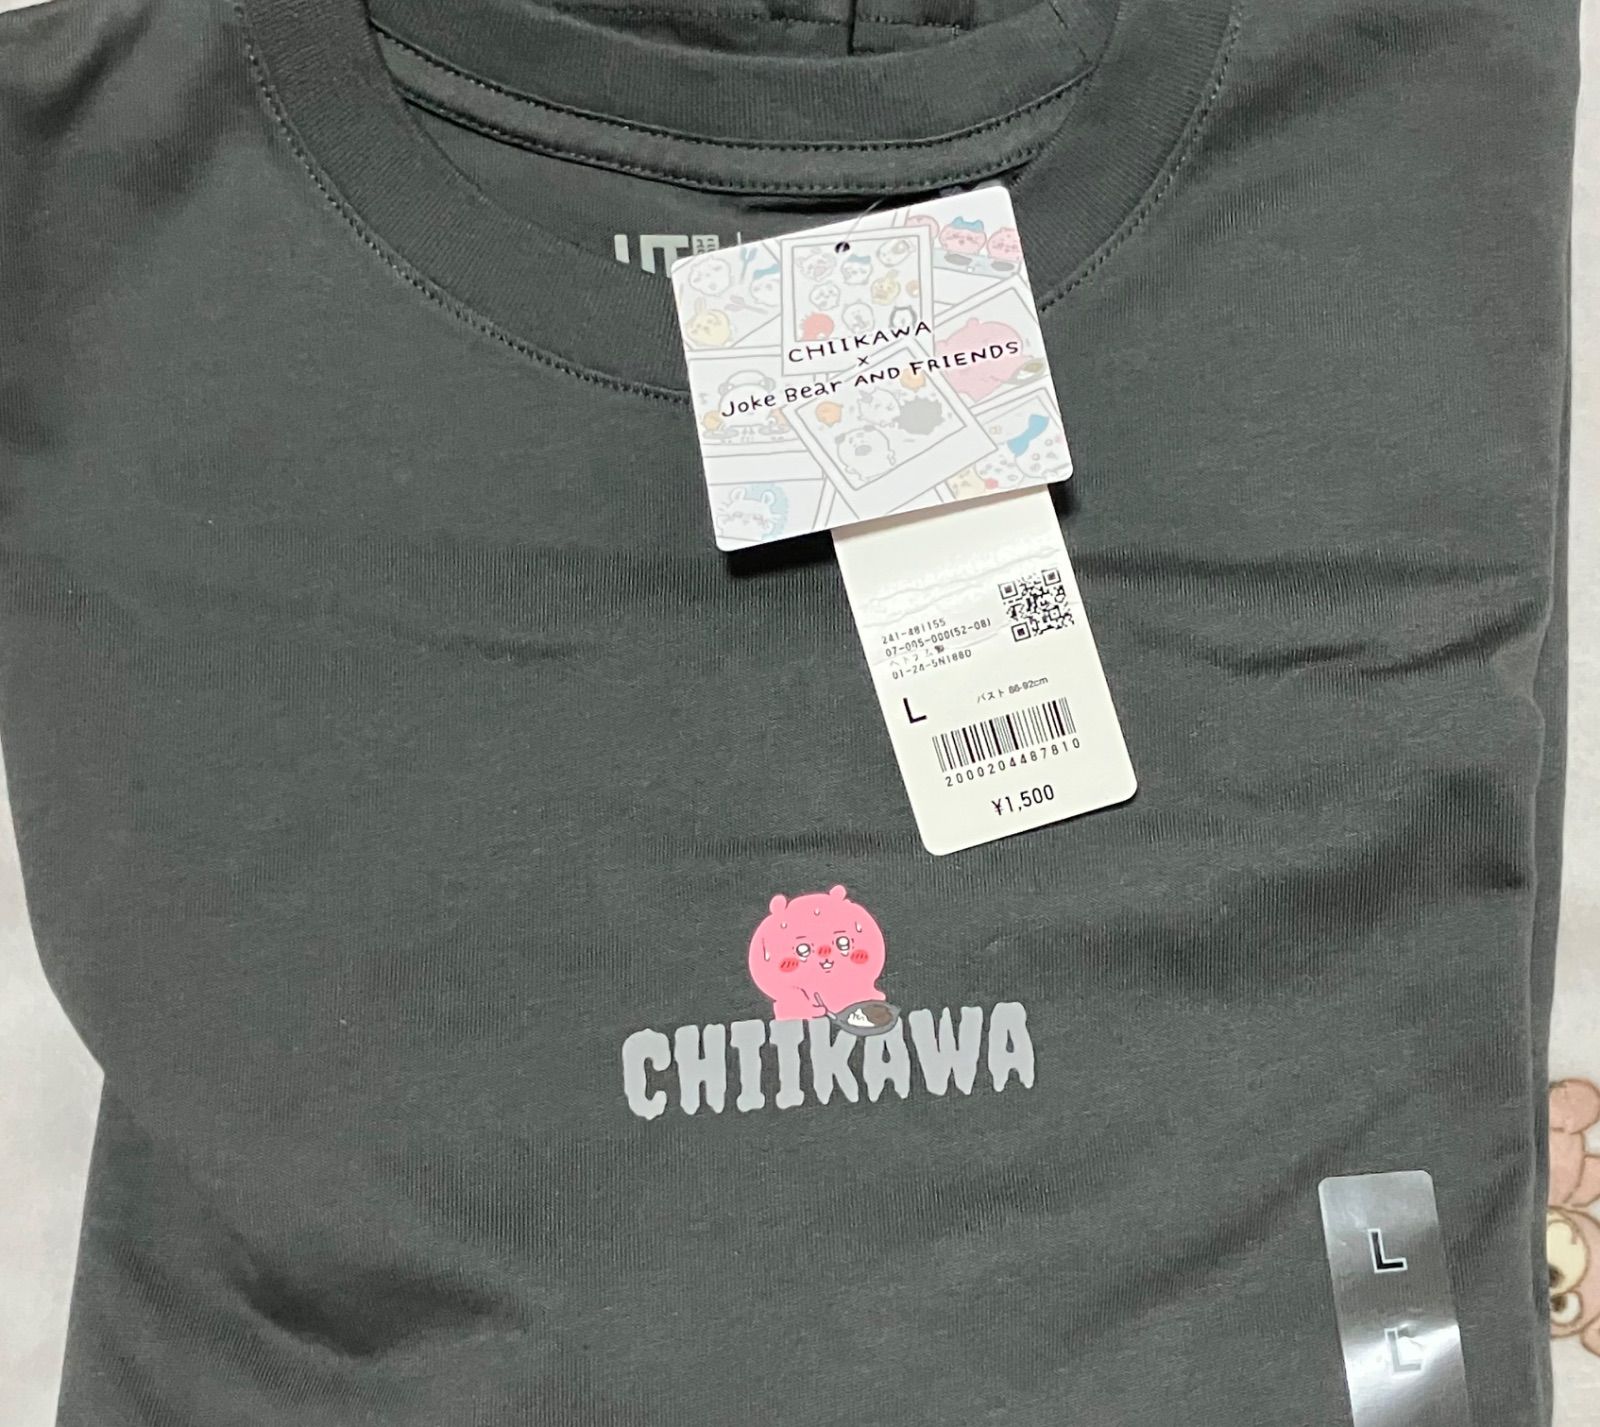 UT
CHIIKAWA
x
Joke Bear AND FRIENDS
241-481155
07-095-000(52-08)
01-24-5N1880
L
バスト 86-92cm
2000204487810
¥1,500
CHIIKAWA
L
L